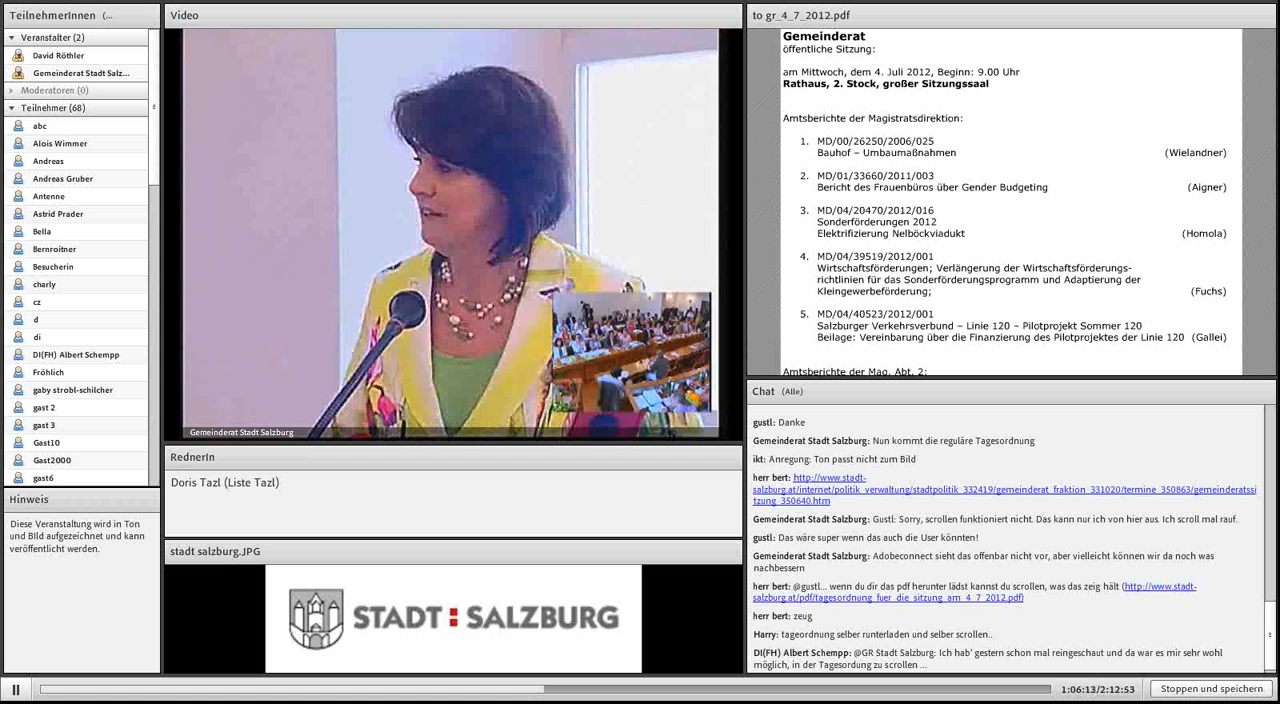 TeilnehmerInnen (...
Veranstalter (2)
David Röthler
Gemeinderat Stadt Salz...
Moderatoren (0)
Teilnehmer (68)
abc
Alois Wimmer
Andreas
Andreas Gruber
Antenne
Astrid Prader
Bella
Bernroitner
Besucherin
charly
cz
d
di
DI(FH) Albert Schempp
Fröhlich
gaby strobl-schilcher
gast 2
gast 3
Gast10
Gast2000
gast6
Hinweis
Diese Veranstaltung wird in Ton
und Bild aufgezeichnet und kann
veröffentlicht werden.
Video
Gemeinderat Stadt Salzburg
RednerIn
Doris Tazl (Liste Tazl)
stadt salzburg.JPG
STADT : SALZBURG
to gr_4_7_2012.pdf
Gemeinderat
öffentliche Sitzung:
am Mittwoch, dem 4. Juli 2012, Beginn: 9.00 Uhr
Rathaus, 2. Stock, großer Sitzungssaal
Amtsberichte der Magistratsdirektion:
1. MD/00/26250/2006/025
Bauhof – Umbaumaßnahmen (Wielandner)
2. MD/01/33660/2011/003
Bericht des Frauenbüros über Gender Budgeting (Aigner)
3. MD/04/20470/2012/016
Sonderförderungen 2012
Elektrifizierung Nelböckviadukt (Homola)
4. MD/04/39519/2012/001
Wirtschaftsförderungen; Verlängerung der Wirtschaftsförderungs-
richtlinien für das Sonderförderungsprogramm und Adaptierung der
Kleingewerbeförderung; (Fuchs)
5. MD/04/40523/2012/001
Salzburger Verkehrsverbund – Linie 120 – Pilotprojekt Sommer 120
Beilage: Vereinbarung über die Finanzierung des Pilotprojektes der Linie 120 (Gallei)
Amtsberichte der Mag. Abt. 2:
Chat (Alle)
gustl: Danke
Gemeinderat Stadt Salzburg: Nun kommt die reguläre Tagesordnung
ikt: Anregung: Ton passt nicht zum Bild
herr bert: http://www.stadt-
salzburg.at/internet/politik_verwaltung/stadtpolitik_332419/gemeinderat_fraktion_331020/termine_350863/gemeinderatssi
tzung_350640.htm
Gemeinderat Stadt Salzburg: Gustl: Sorry, scrollen funktioniert nicht. Das kann nur ich von hier aus. Ich scroll mal rauf.
gustl: Das wäre super wenn das auch die User könnten!
Gemeinderat Stadt Salzburg: Adobeconnect sieht das offenbar nicht vor, aber vielleicht können wir da noch was
nachbessern
herr bert: @gustl... wenn du dir das pdf herunter lädst kannst du scrollen, was das zeig hält (http://www.stadt-
salzburg.at/pdf/tagesordnung_fuer_die_sitzung_am_4_7_2012.pdf)
herr bert: zeug
Harry: tageordnung selber runterladen und selber scrollen..
DI(FH) Albert Schempp: @GR Stadt Salzburg: Ich hab' gestern schon mal reingeschaut und da war es mir sehr wohl
möglich, in der Tagesordung zu scrollen ...
1:06:13/2:12:53
Stoppen und speichern